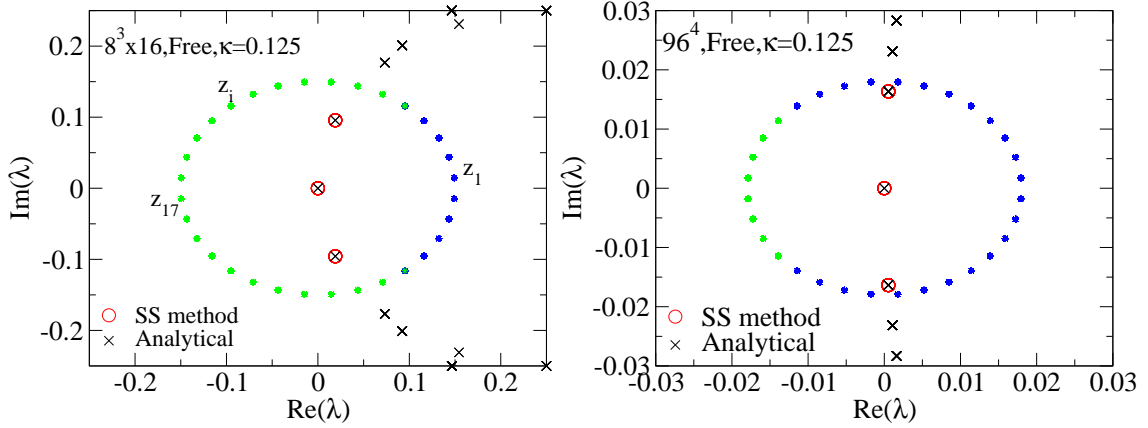 8³x16,Free,κ=0.125
z_i
z_1
z_17
SS method
Analytical
Im(λ)
0.2
0.1
0
-0.1
-0.2
-0.2
-0.1
0
0.1
0.2
Re(λ)
96⁴,Free,κ=0.125
SS method
Analytical
Im(λ)
0.03
0.02
0.01
0
-0.01
-0.02
-0.03
-0.03
-0.02
-0.01
0
0.01
0.02
0.03
Re(λ)